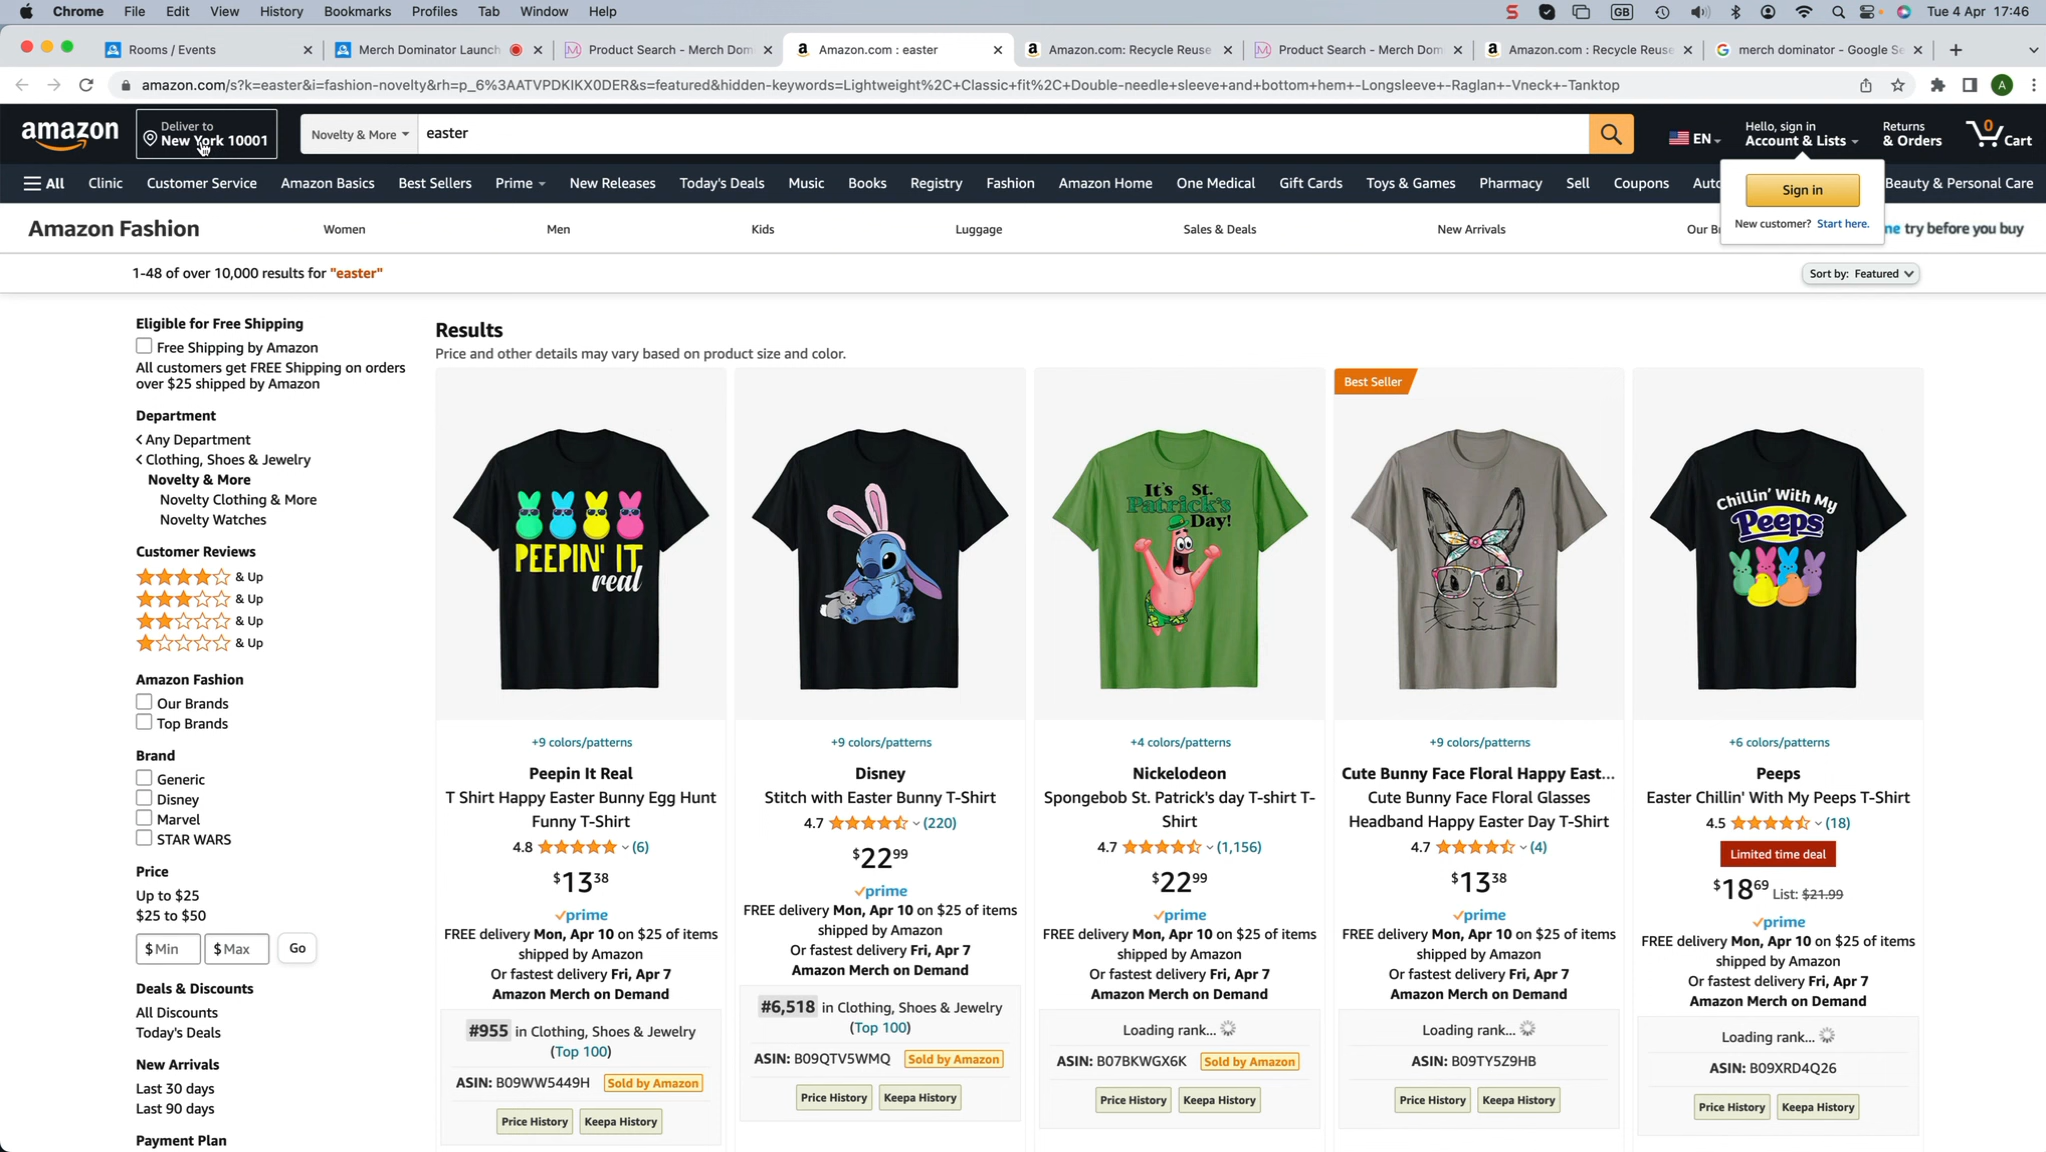 Chrome File Edit View History Bookmarks Profiles Tab Window Help GB Tue 4 Apr 17:46
Rooms / Events Merch Dominator Launch Product Search - Merch Dom Amazon.com : easter Amazon.com: Recycle Reuse Product Search - Merch Dom Amazon.com : Recycle Reuse merch dominator - Google Se
amazon.com/s?k=easter&i=fashion-novelty&rh=p_6%3AATVPDKIKX0DER&s=featured&hidden-keywords=Lightweight%2C+Classic+fit%2C+Double-needle+sleeve+and+bottom+hem+-Longsleeve+-Raglan+-Vneck+-Tanktop A
amazon Deliver to New York 10001 Novelty & More easter EN Hello, sign in Account & Lists Returns & Orders 0 Cart
All Clinic Customer Service Amazon Basics Best Sellers Prime New Releases Today's Deals Music Books Registry Fashion Amazon Home One Medical Gift Cards Toys & Games Pharmacy Sell Coupons Auto Beauty & Personal Care
Sign in
New customer? Start here.
Amazon Fashion Women Men Kids Luggage Sales & Deals New Arrivals Our Br ne try before you buy
1-48 of over 10,000 results for "easter" Sort by: Featured
Eligible for Free Shipping
Free Shipping by Amazon
All customers get FREE Shipping on orders
over $25 shipped by Amazon
Department
Any Department
Clothing, Shoes & Jewelry
Novelty & More
Novelty Clothing & More
Novelty Watches
Customer Reviews
& Up
& Up
& Up
& Up
Amazon Fashion
Our Brands
Top Brands
Brand
Generic
Disney
Marvel
STAR WARS
Price
Up to $25
$25 to $50
$ Min $ Max Go
Deals & Discounts
All Discounts
Today's Deals
New Arrivals
Last 30 days
Last 90 days
Payment Plan
Results
Price and other details may vary based on product size and color.
PEEPIN' IT
real
+9 colors/patterns
Peepin It Real
T Shirt Happy Easter Bunny Egg Hunt
Funny T-Shirt
4.8 (6)
$13 38
prime
FREE delivery Mon, Apr 10 on $25 of items
shipped by Amazon
Or fastest delivery Fri, Apr 7
Amazon Merch on Demand
#955 in Clothing, Shoes & Jewelry
(Top 100)
ASIN: B09WW5449H Sold by Amazon
Price History Keepa History
+9 colors/patterns
Disney
Stitch with Easter Bunny T-Shirt
4.7 (220)
$22 99
prime
FREE delivery Mon, Apr 10 on $25 of items
shipped by Amazon
Or fastest delivery Fri, Apr 7
Amazon Merch on Demand
#6,518 in Clothing, Shoes & Jewelry
(Top 100)
ASIN: B09QTV5WMQ Sold by Amazon
Price History Keepa History
It's St.
Patrick's
Day!
+4 colors/patterns
Nickelodeon
Spongebob St. Patrick's day T-shirt T-
Shirt
4.7 (1,156)
$22 99
prime
FREE delivery Mon, Apr 10 on $25 of items
shipped by Amazon
Or fastest delivery Fri, Apr 7
Amazon Merch on Demand
Loading rank...
ASIN: B07BKWGX6K Sold by Amazon
Price History Keepa History
Best Seller
+9 colors/patterns
Cute Bunny Face Floral Happy East...
Cute Bunny Face Floral Glasses
Headband Happy Easter Day T-Shirt
4.7 (4)
$13 38
prime
FREE delivery Mon, Apr 10 on $25 of items
shipped by Amazon
Or fastest delivery Fri, Apr 7
Amazon Merch on Demand
Loading rank...
ASIN: B09TY5Z9HB
Price History Keepa History
Chillin' With My
Peeps
+6 colors/patterns
Peeps
Easter Chillin' With My Peeps T-Shirt
4.5 (18)
Limited time deal
$18 69 List: $21.99
prime
FREE delivery Mon, Apr 10 on $25 of items
shipped by Amazon
Or fastest delivery Fri, Apr 7
Amazon Merch on Demand
Loading rank...
ASIN: B09XRD4Q26
Price History Keepa History